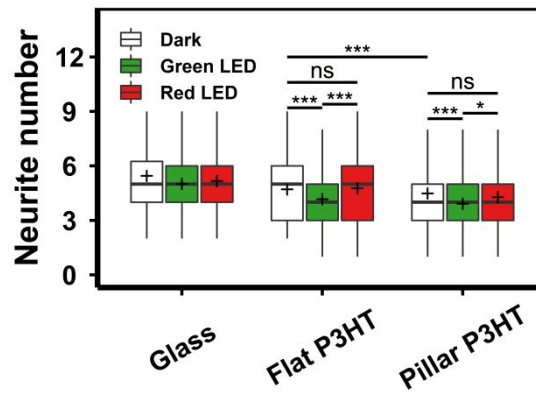 Neurite number
12
9
6
3
0
Dark
Green LED
Red LED
***
ns
*** ***
ns
*** *
Glass
Flat P3HT
Pillar P3HT